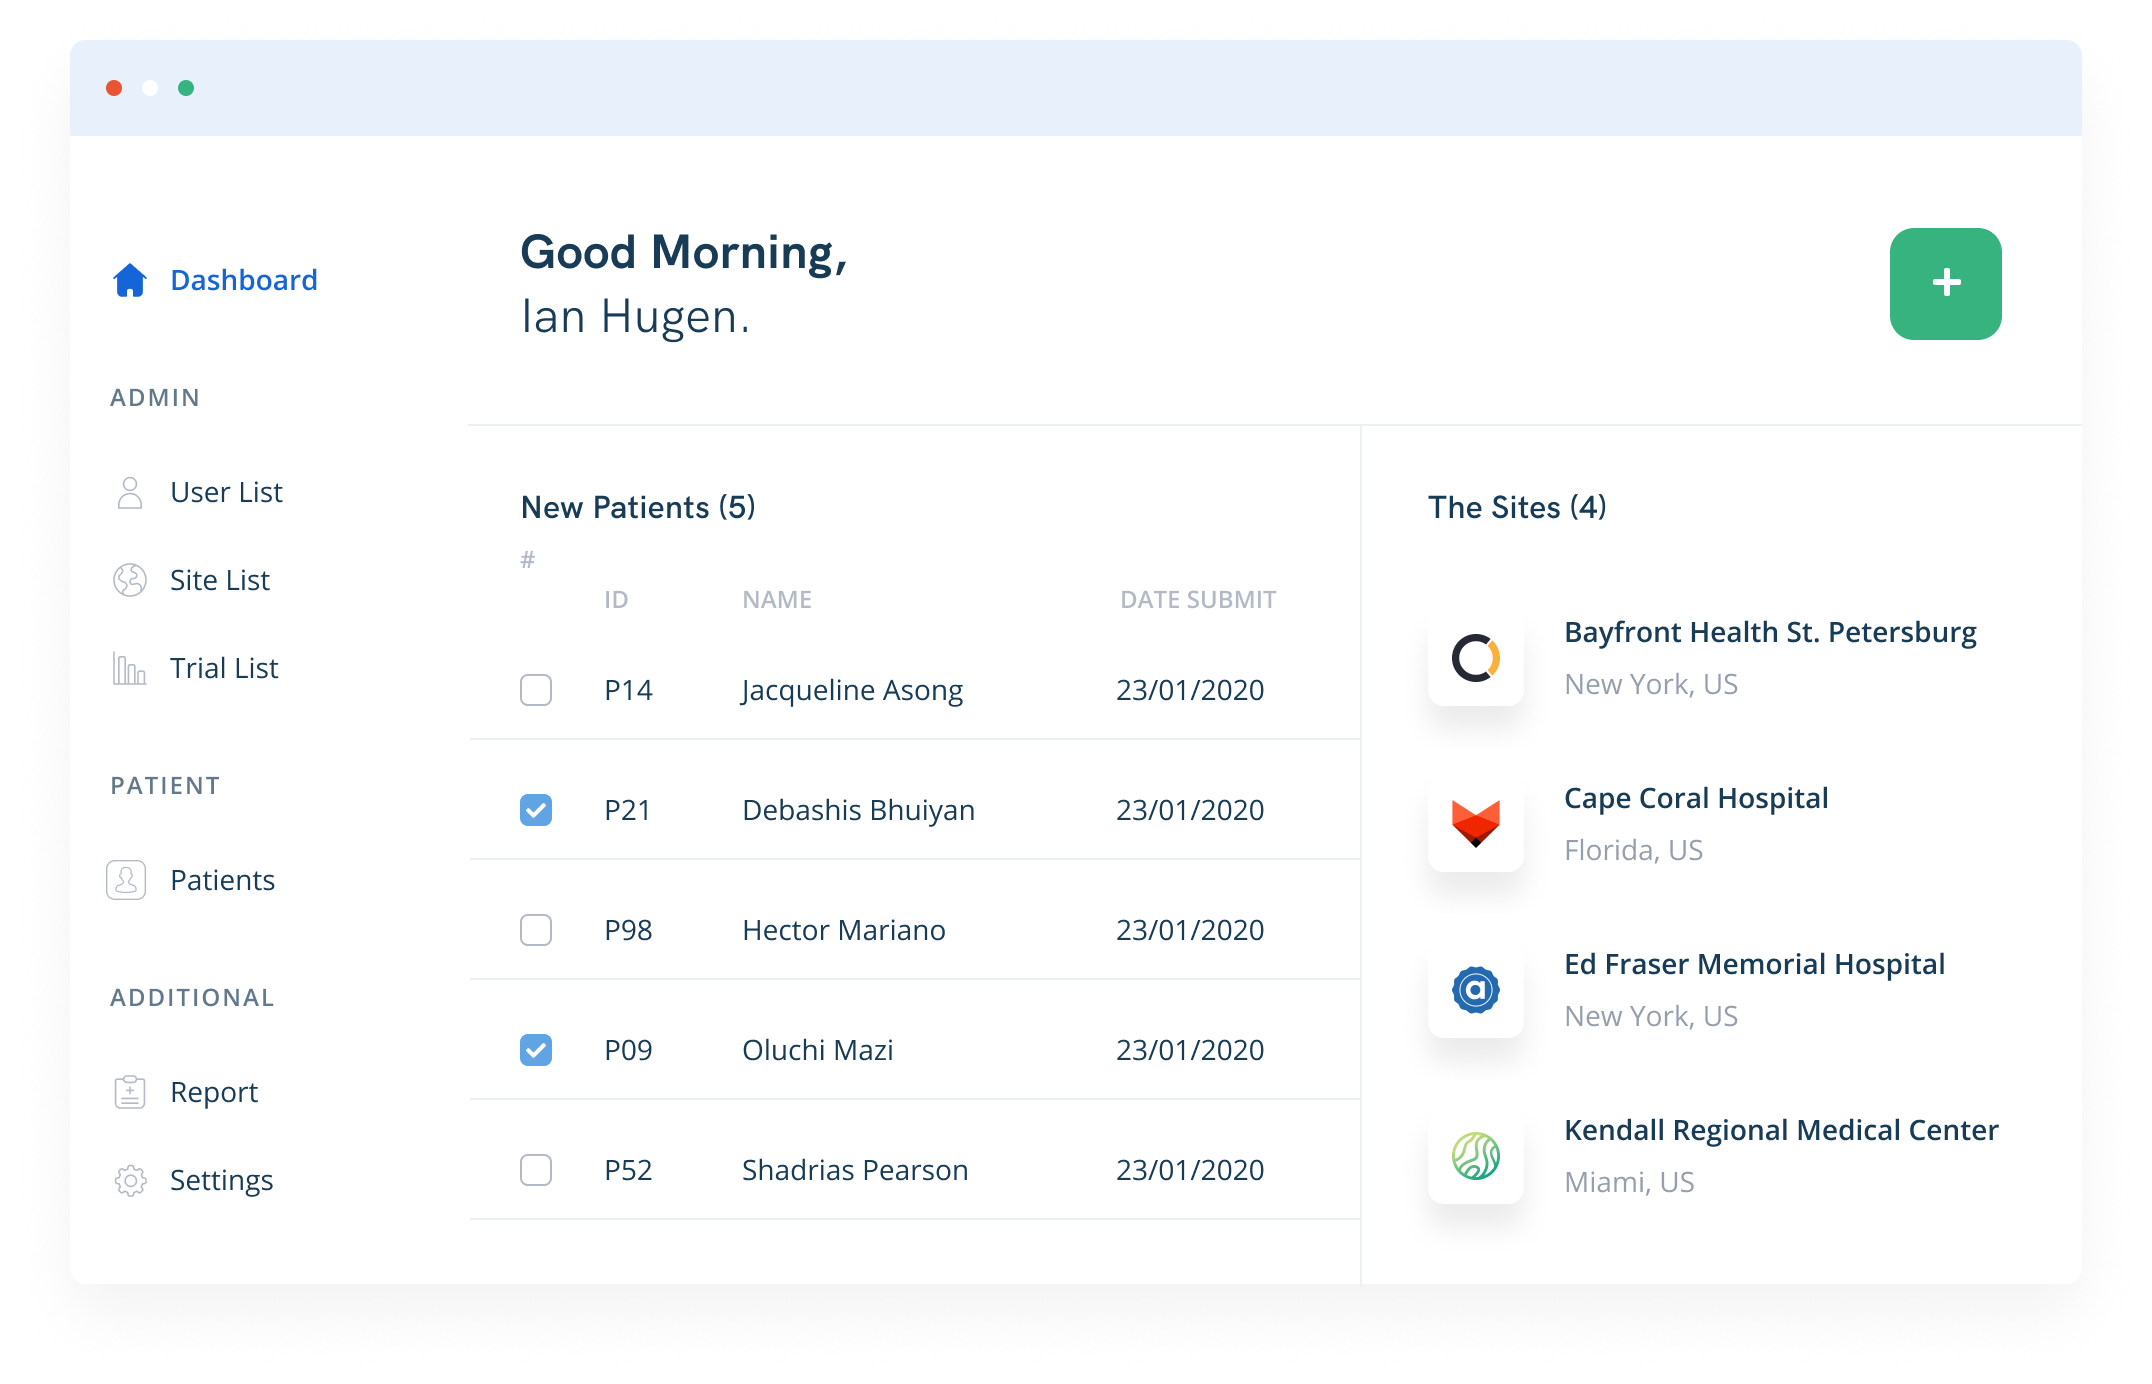 Dashboard
ADMIN
User List
Site List
Trial List
PATIENT
Patients
ADDITIONAL
Report
Settings
Good Morning,
Ian Hugen.
New Patients (5)
#
ID NAME DATE SUBMIT
P14 Jacqueline Asong 23/01/2020
P21 Debashis Bhuiyan 23/01/2020
P98 Hector Mariano 23/01/2020
P09 Oluchi Mazi 23/01/2020
P52 Shadrias Pearson 23/01/2020
The Sites (4)
Bayfront Health St. Petersburg
New York, US
Cape Coral Hospital
Florida, US
a
Ed Fraser Memorial Hospital
New York, US
Kendall Regional Medical Center
Miami, US